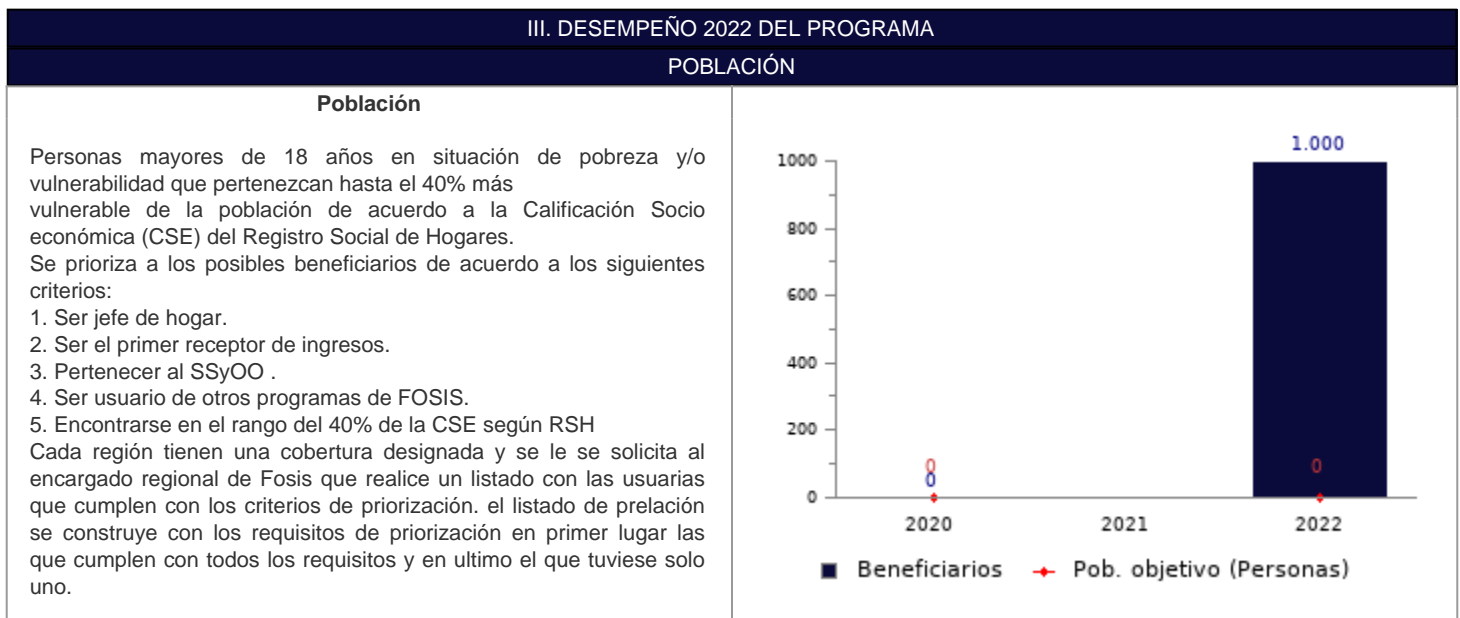 III. DESEMPEÑO 2022 DEL PROGRAMA
POBLACIÓN
Población
Personas mayores de 18 años en situación de pobreza y/o
vulnerabilidad que pertenezcan hasta el 40% más
vulnerable de la población de acuerdo a la Calificación Socio
económica (CSE) del Registro Social de Hogares.
Se prioriza a los posibles beneficiarios de acuerdo a los siguientes
criterios:
1. Ser jefe de hogar.
2. Ser el primer receptor de ingresos.
3. Pertenecer al SSyOO .
4. Ser usuario de otros programas de FOSIS.
5. Encontrarse en el rango del 40% de la CSE según RSH
Cada región tienen una cobertura designada y se le se solicita al
encargado regional de Fosis que realice un listado con las usuarias
que cumplen con los criterios de priorización. el listado de prelación
se construye con los requisitos de priorización en primer lugar las
que cumplen con todos los requisitos y en ultimo el que tuviese solo
uno.
1.000
1000
800
600
400
200
0
0
0
0
2020 2021 2022
Beneficiarios Pob. objetivo (Personas)